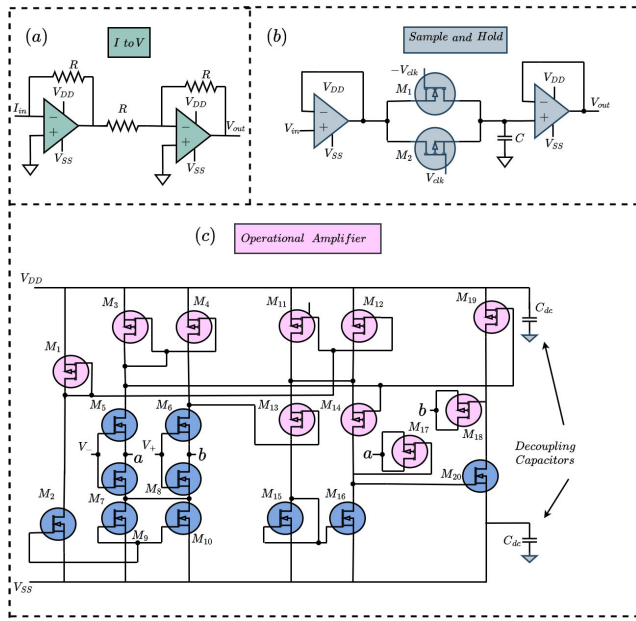 (a)
I to V
R
R
R
I_in
V_DD
V_DD
V_SS
V_SS
V_out
(b)
Sample and Hold
-V_clk
M_1
V_DD
V_DD
V_in
V_out
V_SS
V_SS
M_2
C
V_clk
(c)
Operational Amplifier
V_DD
M_1
M_3
M_4
M_11
M_12
M_19
C_dc
M_5
M_6
M_13
M_14
b
M_18
M_17
V_-
a
V_+
b
a
Decoupling
Capacitors
M_2
M_7
M_8
M_15
M_16
M_20
M_9
M_10
C_dc
V_SS